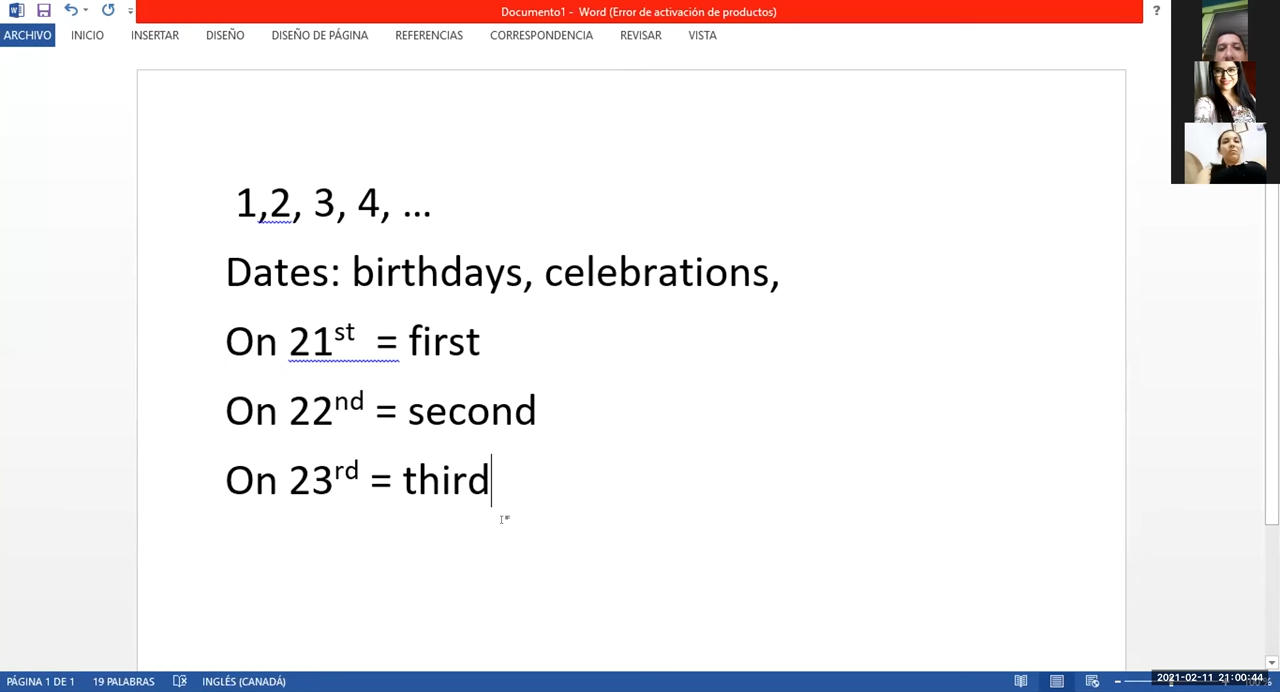 Documento1 - Word (Error de activación de productos)
?
ARCHIVO INICIO INSERTAR DISEÑO DISEÑO DE PÁGINA REFERENCIAS CORRESPONDENCIA REVISAR VISTA
1,2, 3, 4, ...
Dates: birthdays, celebrations,
On 21st = first
On 22nd = second
On 23rd = third
PÁGINA 1 DE 1 19 PALABRAS INGLÉS (CANADÁ)
2021-02-11 21:00:44